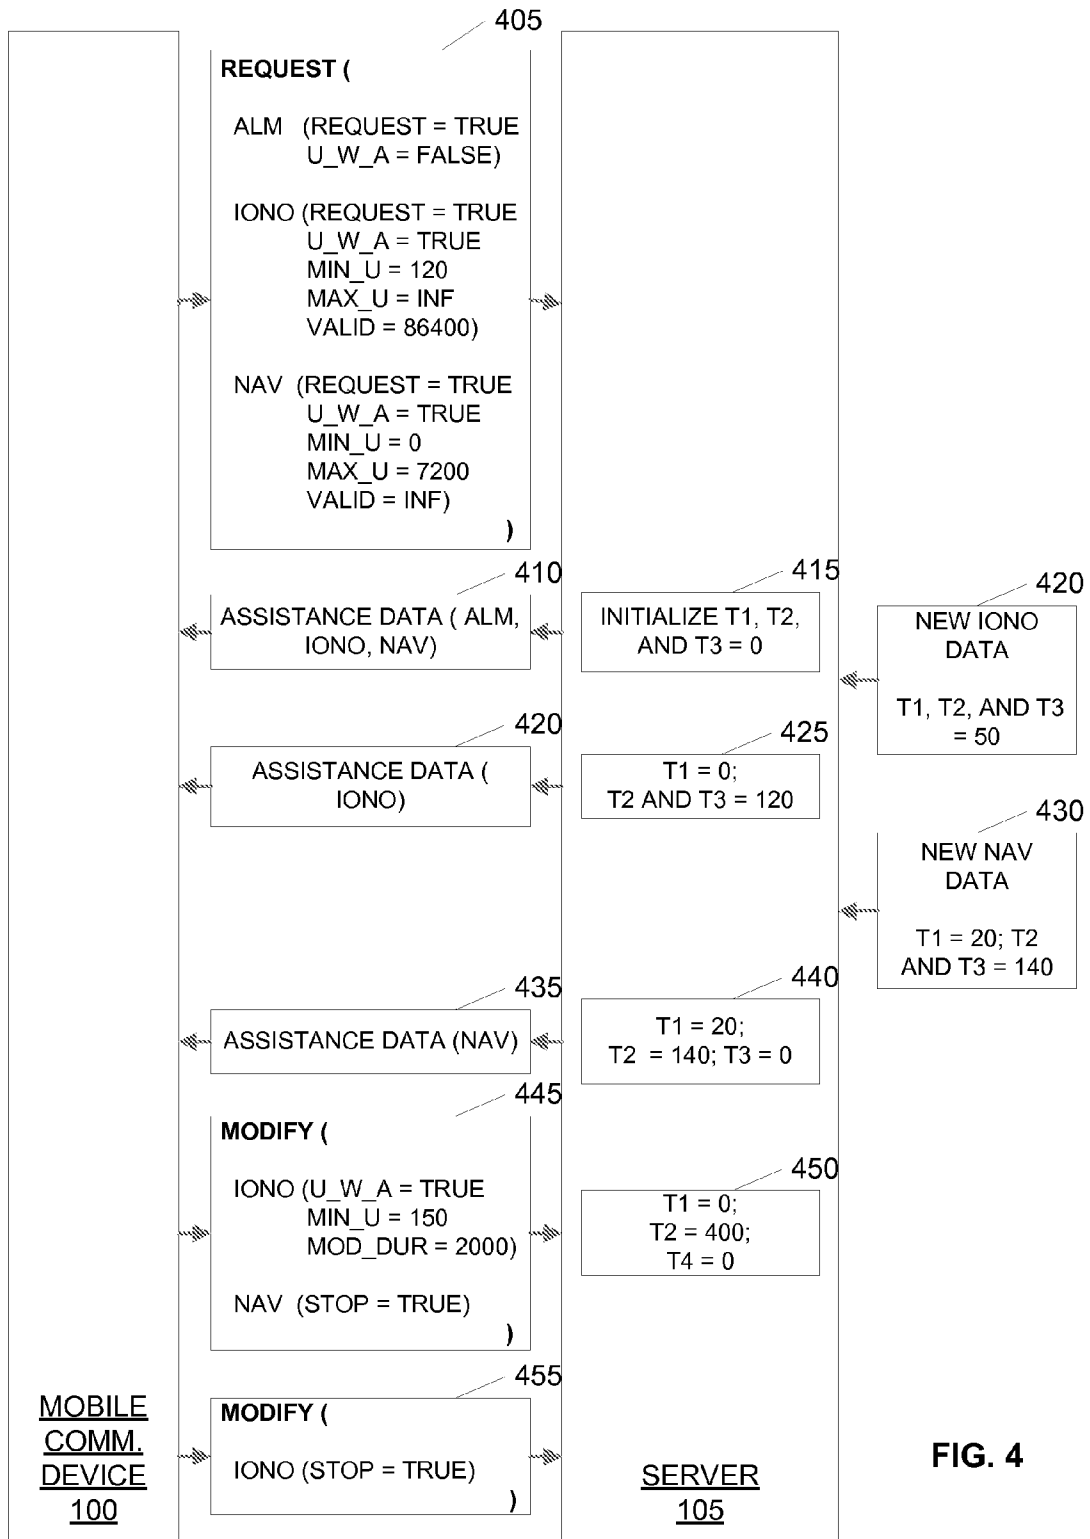 405
REQUEST (
ALM (REQUEST = TRUE
U_W_A = FALSE)
IONO (REQUEST = TRUE
U_W_A = TRUE
MIN_U = 120
MAX_U = INF
VALID = 86400)
NAV (REQUEST = TRUE
U_W_A = TRUE
MIN_U = 0
MAX_U = 7200
VALID = INF)
)
410
ASSISTANCE DATA ( ALM,
IONO, NAV)
415
INITIALIZE T1, T2,
AND T3 = 0
420
NEW IONO
DATA
T1, T2, AND T3
= 50
420
ASSISTANCE DATA (
IONO)
425
T1 = 0;
T2 AND T3 = 120
430
NEW NAV
DATA
T1 = 20; T2
AND T3 = 140
435
ASSISTANCE DATA (NAV)
440
T1 = 20;
T2 = 140; T3 = 0
445
MODIFY (
IONO (U_W_A = TRUE
MIN_U = 150
MOD_DUR = 2000)
NAV (STOP = TRUE)
)
450
T1 = 0;
T2 = 400;
T4 = 0
455
MODIFY (
IONO (STOP = TRUE)
)
MOBILE
COMM.
DEVICE
100
SERVER
105
FIG. 4